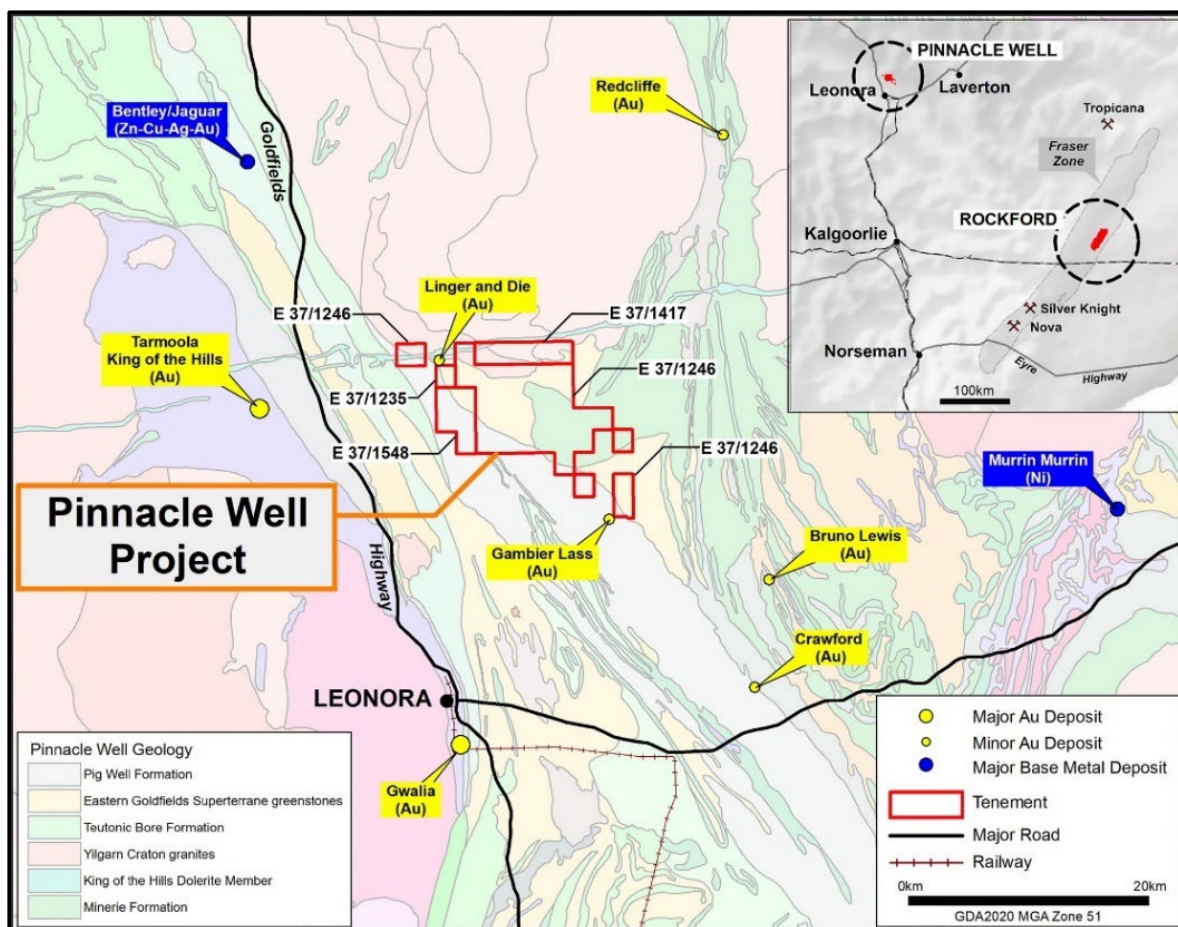 Bentley/Jaguar
(Zn-Cu-Ag-Au)
Goldfields
Highway
Redcliffe
(Au)
Linger and Die
(Au)
E 37/1246
E 37/1417
Tarmoola
King of the Hills
(Au)
E 37/1246
E 37/1235
E 37/1548
E 37/1246
Murrin Murrin
(Ni)
Pinnacle Well
Project
Gambier Lass
(Au)
Bruno Lewis
(Au)
Crawford
(Au)
LEONORA
Gwalia
(Au)
PINNACLE WELL
Leonora
Laverton
Tropicana
Fraser
Zone
ROCKFORD
Kalgoorlie
Silver Knight
Nova
Norseman
Eyre
Highway
100km
Pinnacle Well Geology
Pig Well Formation
Eastern Goldfields Superterrane greenstones
Teutonic Bore Formation
Yilgarn Craton granites
King of the Hills Dolerite Member
Minerie Formation
Major Au Deposit
Minor Au Deposit
Major Base Metal Deposit
Tenement
Major Road
Railway
0km
20km
GDA2020 MGA Zone 51